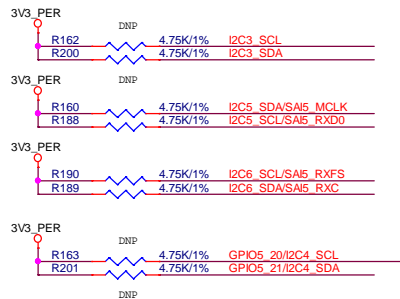 3V3_PER
DNP
R162 4.75K/1% I2C3_SCL
R200 4.75K/1% I2C3_SDA
DNP
3V3_PER
R160 4.75K/1% I2C5_SDA/SAI5_MCLK
R188 4.75K/1% I2C5_SCL/SAI5_RXD0
3V3_PER
R190 4.75K/1% I2C6_SCL/SAI5_RXFS
R189 4.75K/1% I2C6_SDA/SAI5_RXC
3V3_PER
DNP
R163 4.75K/1% GPIO5_20/I2C4_SCL
R201 4.75K/1% GPIO5_21/I2C4_SDA
DNP